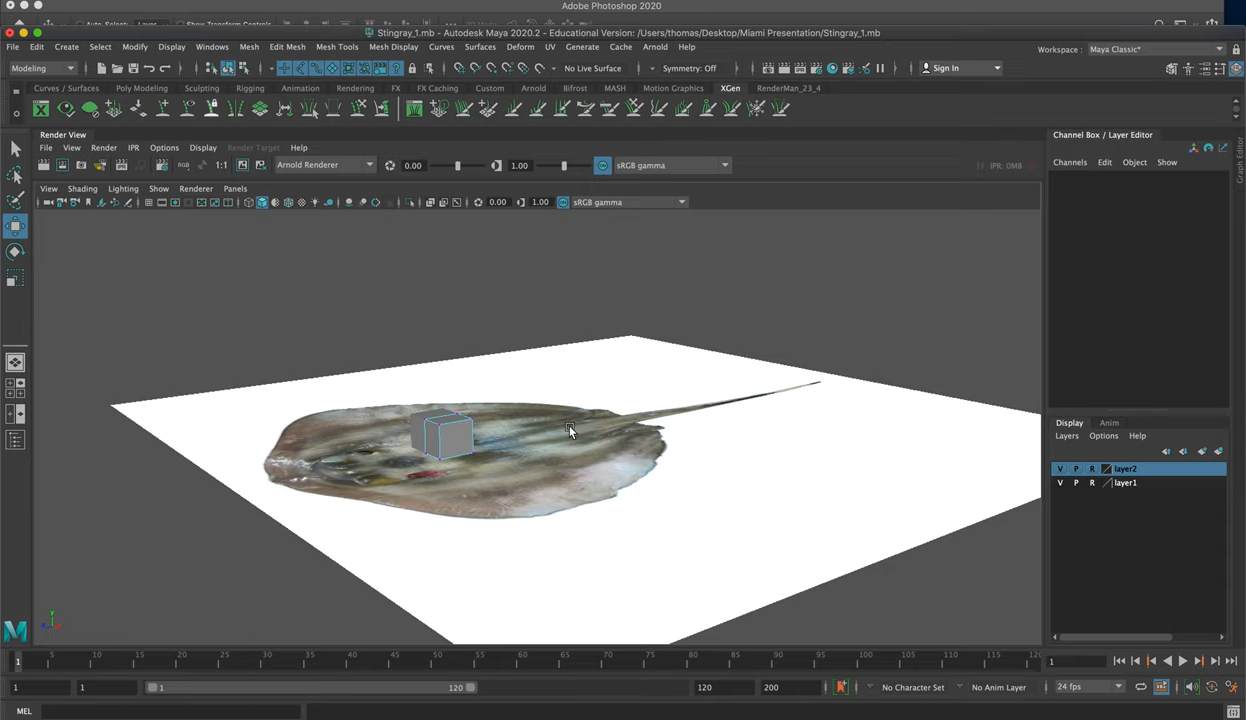 Adobe Photoshop 2020
Stingray_1.mb - Autodesk Maya 2020.2 - Educational Version: /Users/thomas/Desktop/Miami Presentation/Stingray_1.mb
File Edit Create Select Modify Display Windows Mesh Edit Mesh Mesh Tools Mesh Display Curves Surfaces Deform UV Generate Cache Arnold Help
Workspace : Maya Classic*
Modeling No Live Surface Symmetry: Off Sign In
Curves / Surfaces Poly Modeling Sculpting Rigging Animation Rendering FX FX Caching Custom Arnold Bifrost MASH Motion Graphics XGen RenderMan_23_4
Render View
Channel Box / Layer Editor
File View Render IPR Options Display Render Target Help
Channels Edit Object Show
1:1 Arnold Renderer 0.00 1.00 sRGB gamma IPR: 0MB
View Shading Lighting Show Renderer Panels
0.00 1.00 sRGB gamma
Graph Editor
Display Anim
Layers Options Help
V P R layer2
V P R layer1
y
1 5 10 15 20 25 30 35 40 45 50 55 60 65 70 75 80 85 90 95 100 105 110 115 12
1
1 1 1 120 120 200 No Character Set No Anim Layer 24 fps
MEL